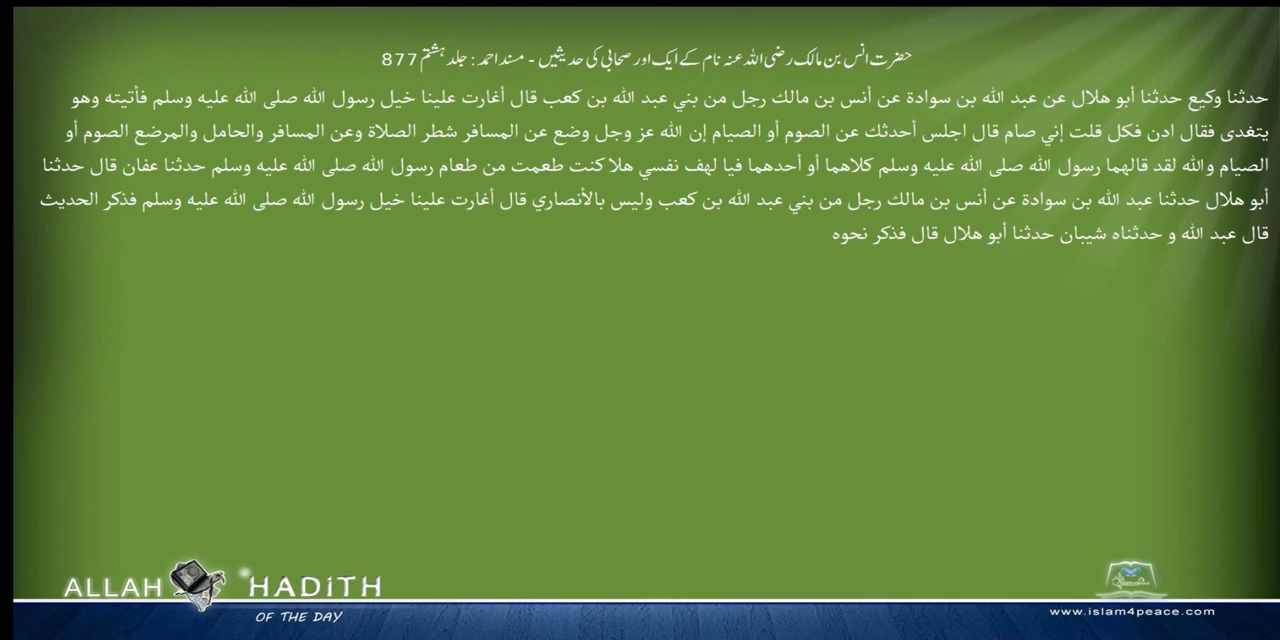 حضرت انس بن مالک رضی اللہ عنہ نام کے ایک اور صحابی کی حدیثیں - مسند احمد : جلد ہشتم 877
حدثنا وكيع حدثنا أبو هلال عن عبد الله بن سوادة عن أنس بن مالك رجل من بني عبد الله بن كعب قال أغارت علينا خيل رسول الله صلى الله عليه وسلم فأتيته وهو
يتغدى فقال ادن فكل قلت إني صام قال اجلس أحدثك عن الصوم أو الصيام إن الله عز وجل وضع عن المسافر شطر الصلاة وعن المسافر والحامل والمرضع الصوم أو
الصيام والله لقد قالهما رسول الله صلى الله عليه وسلم كلاهما أو أحدهما فيا لهف نفسي هلا كنت طعمت من طعام رسول الله صلى الله عليه وسلم حدثنا عفان قال حدثنا
أبو هلال حدثنا عبد الله بن سوادة عن أنس بن مالك رجل من بني عبد الله بن كعب وليس بالأنصاري قال أغارت علينا خيل رسول الله صلى الله عليه وسلم فذكر الحديث
قال عبد الله و حدثناه شيبان حدثنا أبو هلال قال فذكر نحوه
ALLAH HADITH
OF THE DAY
www.islam4peace.com